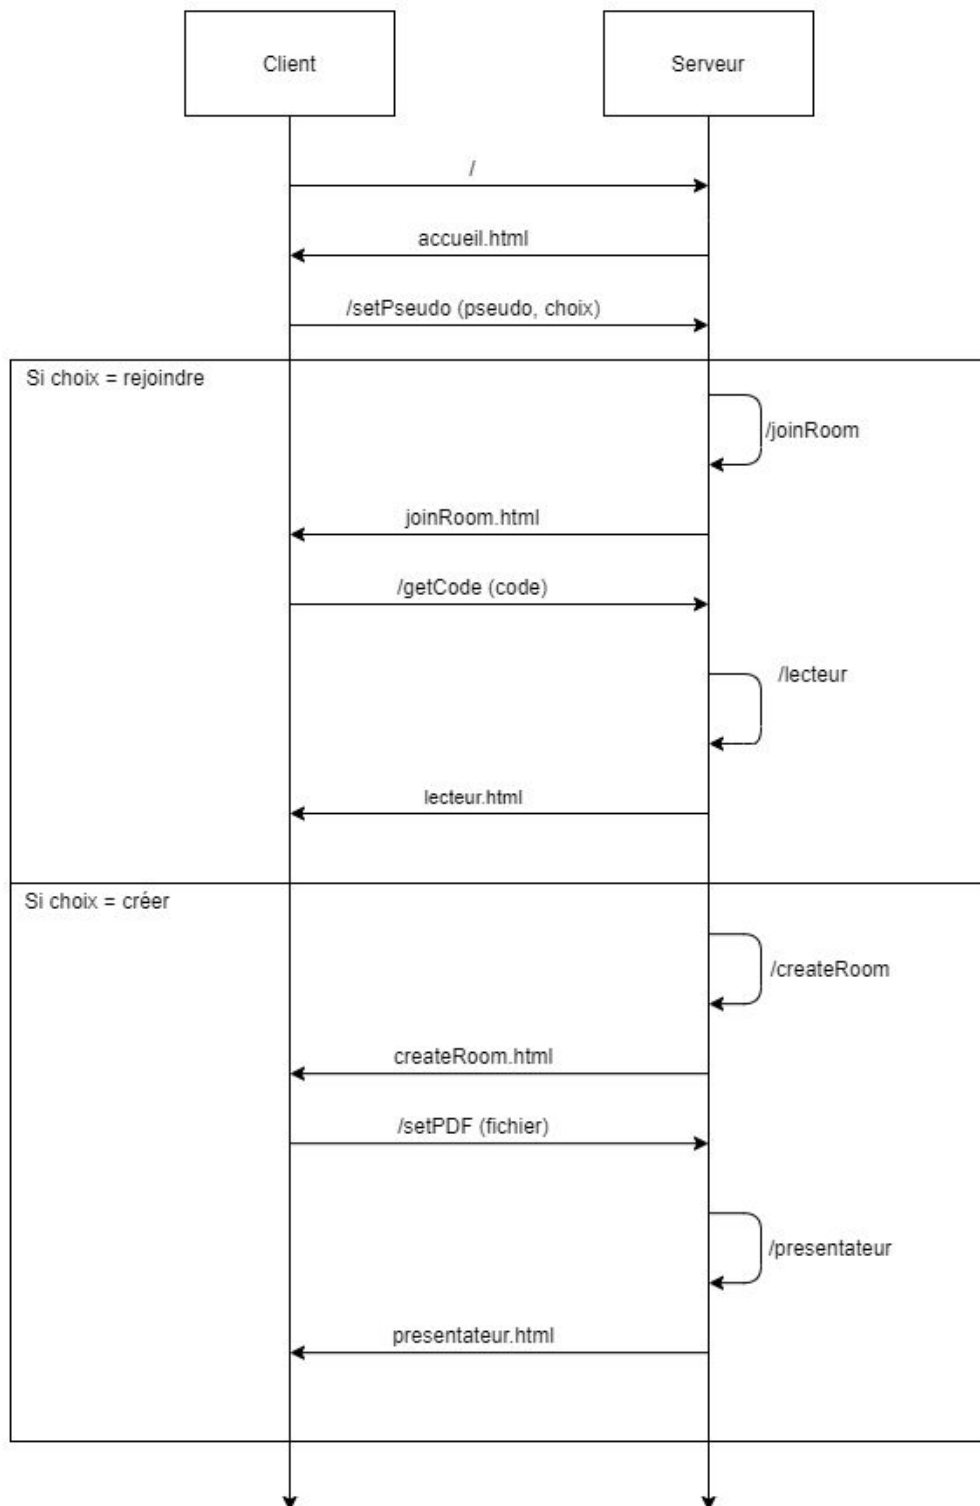 Client
Serveur
/
accueil.html
/setPseudo (pseudo, choix)
Si choix = rejoindre
/joinRoom
joinRoom.html
/getCode (code)
/lecteur
lecteur.html
Si choix = créer
/createRoom
createRoom.html
/setPDF (fichier)
/presentateur
presentateur.html